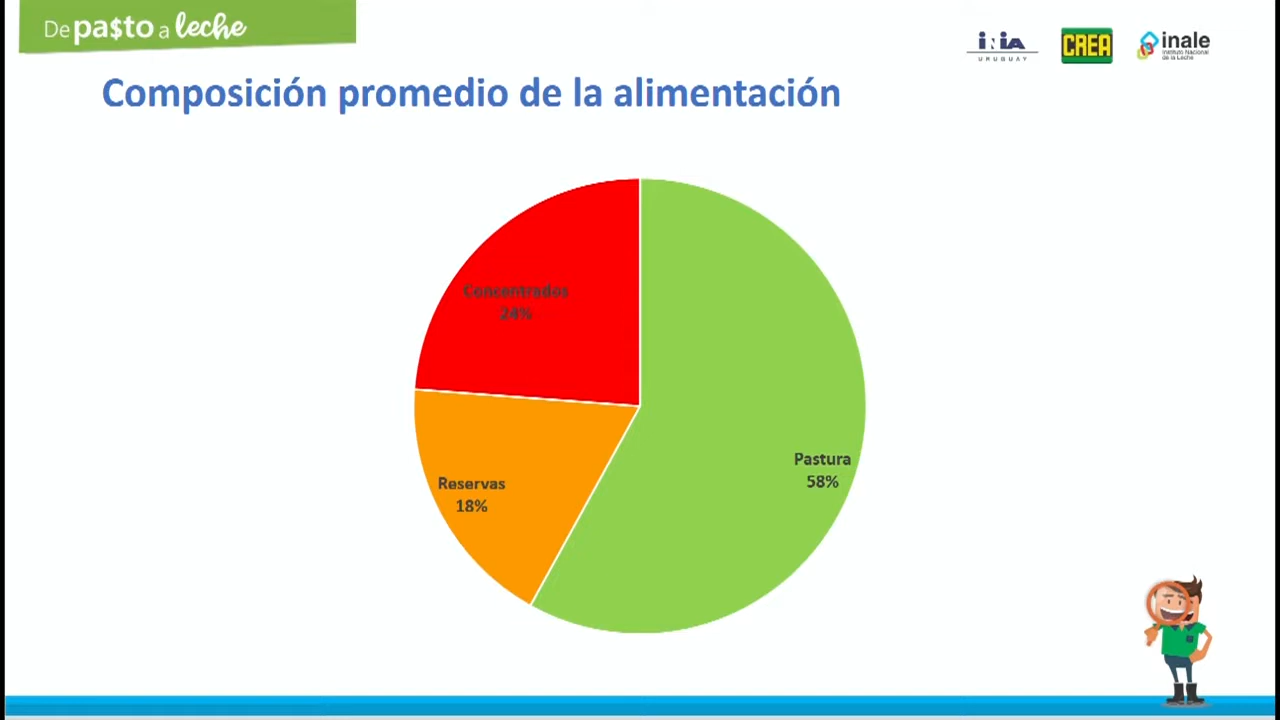 De pa$to a leche
INIA
URUGUAY
CREA
inale
Instituto Nacional
de la Leche
Composición promedio de la alimentación
Concentrados
24%
Pastura
58%
Reservas
18%